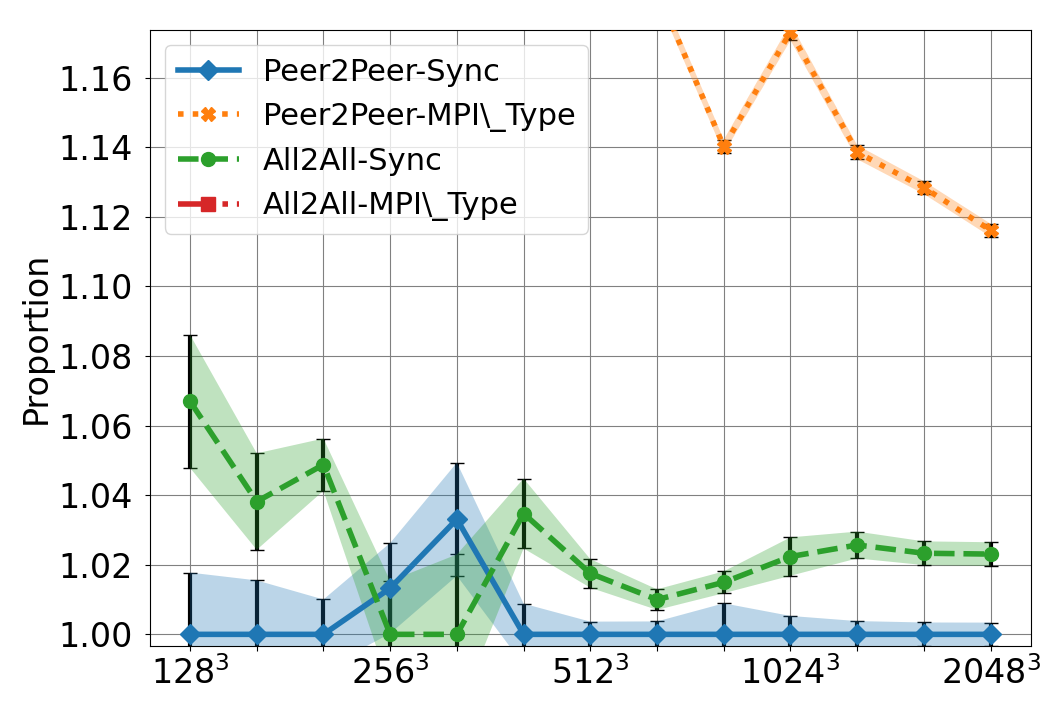 Peer2Peer-Sync
Peer2Peer-MPI\_Type
All2All-Sync
All2All-MPI\_Type
Proportion
1.16
1.14
1.12
1.10
1.08
1.06
1.04
1.02
1.00
128³ 256³ 512³ 1024³ 2048³